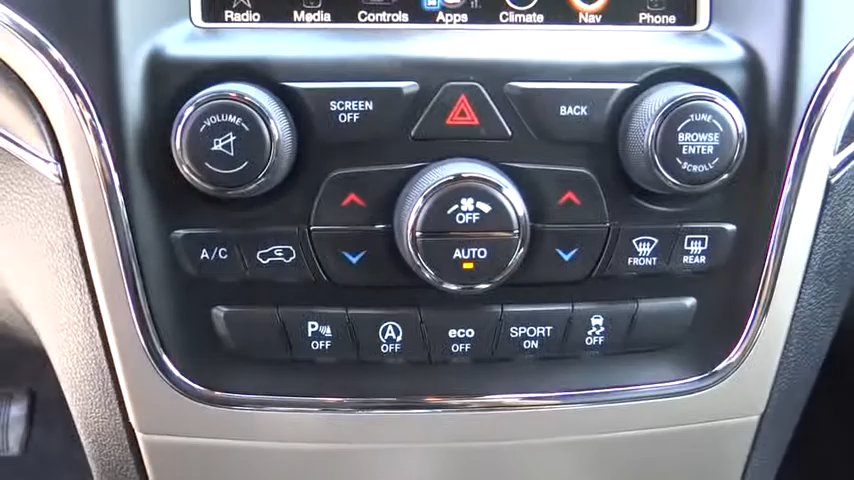 Radio Media Controls Apps Climate Nav Phone
VOLUME
SCREEN
OFF
BACK
TUNE
BROWSE
ENTER
SCROLL
OFF
AUTO
A/C
FRONT
REAR
P
OFF
A
OFF
eco
OFF
SPORT
ON
OFF